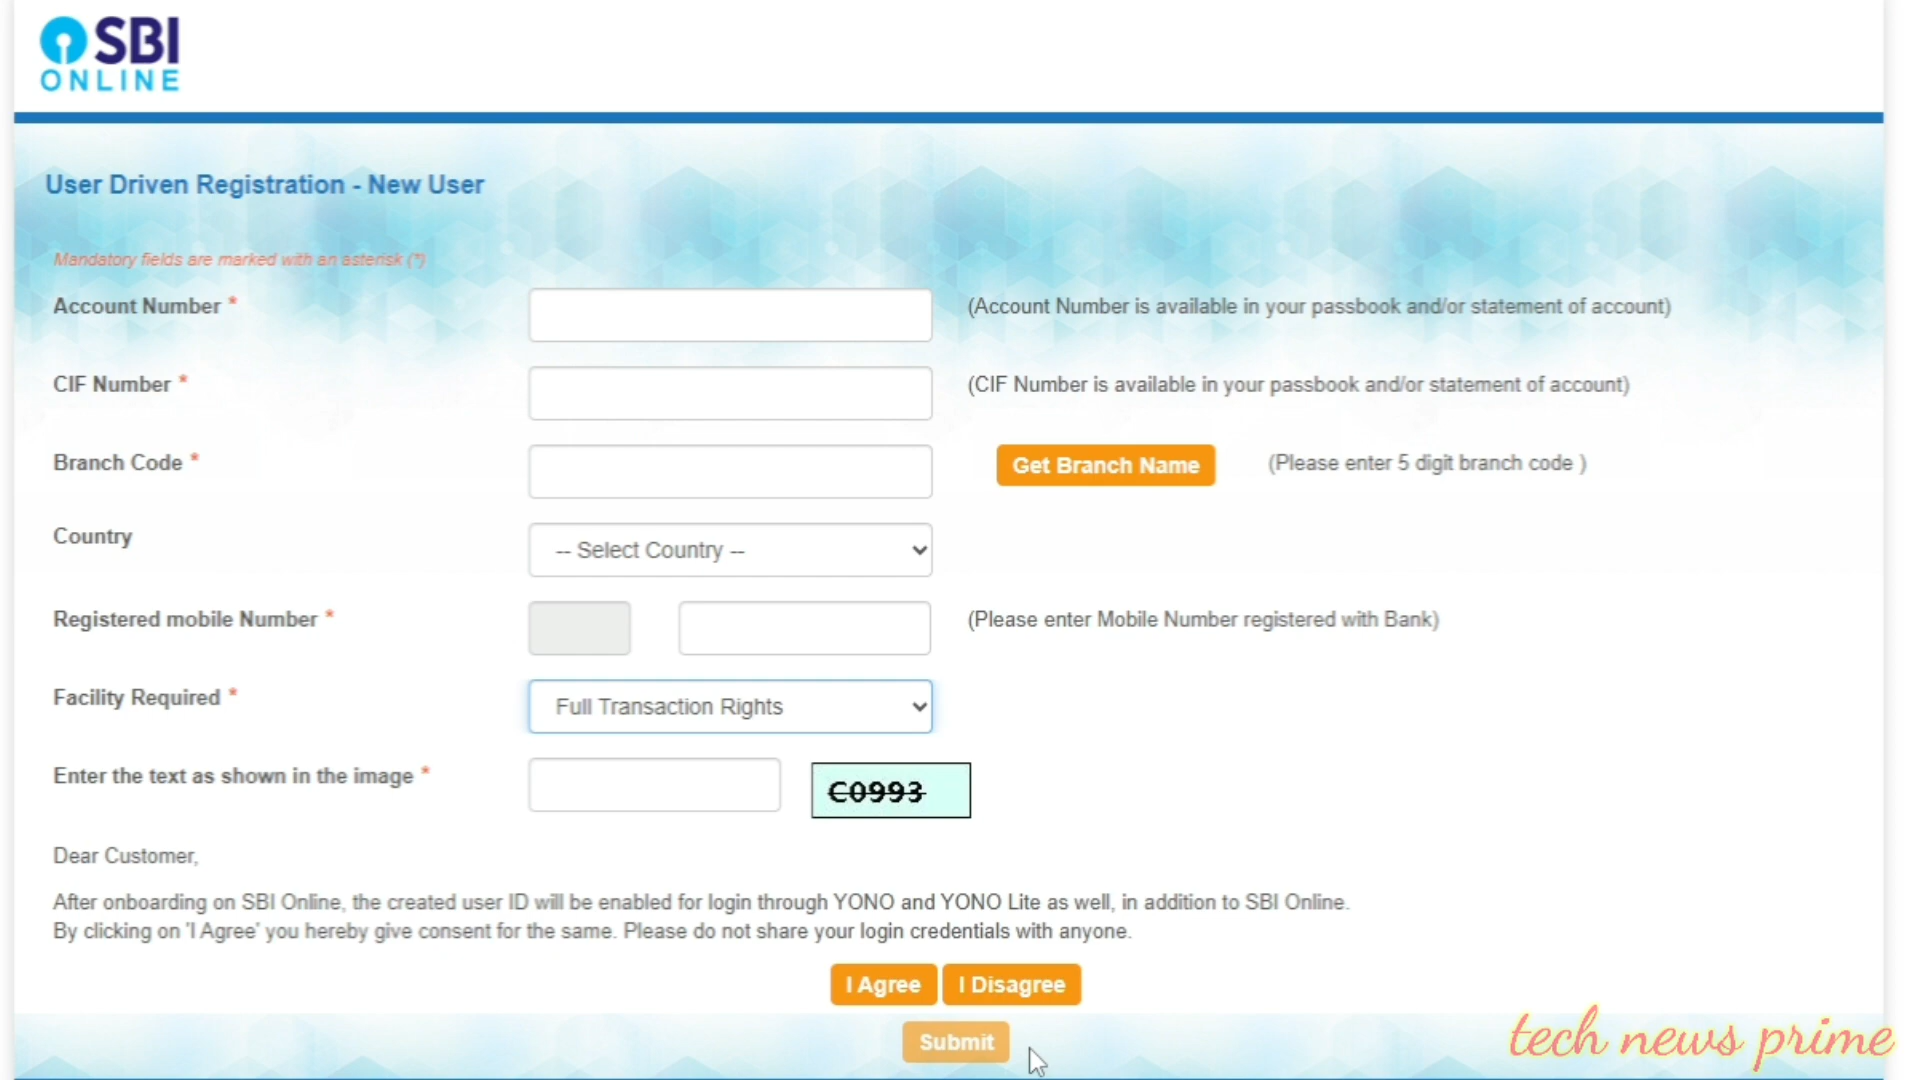 SBI
ONLINE
User Driven Registration - New User
Mandatory fields are marked with an asterisk (*)
Account Number *
(Account Number is available in your passbook and/or statement of account)
CIF Number *
(CIF Number is available in your passbook and/or statement of account)
Branch Code *
Get Branch Name
(Please enter 5 digit branch code )
Country
-- Select Country --
Registered mobile Number *
(Please enter Mobile Number registered with Bank)
Facility Required *
Full Transaction Rights
Enter the text as shown in the image *
C0993
Dear Customer,
After onboarding on SBI Online, the created user ID will be enabled for login through YONO and YONO Lite as well, in addition to SBI Online.
By clicking on 'I Agree' you hereby give consent for the same. Please do not share your login credentials with anyone.
I Agree
I Disagree
Submit
tech news prime